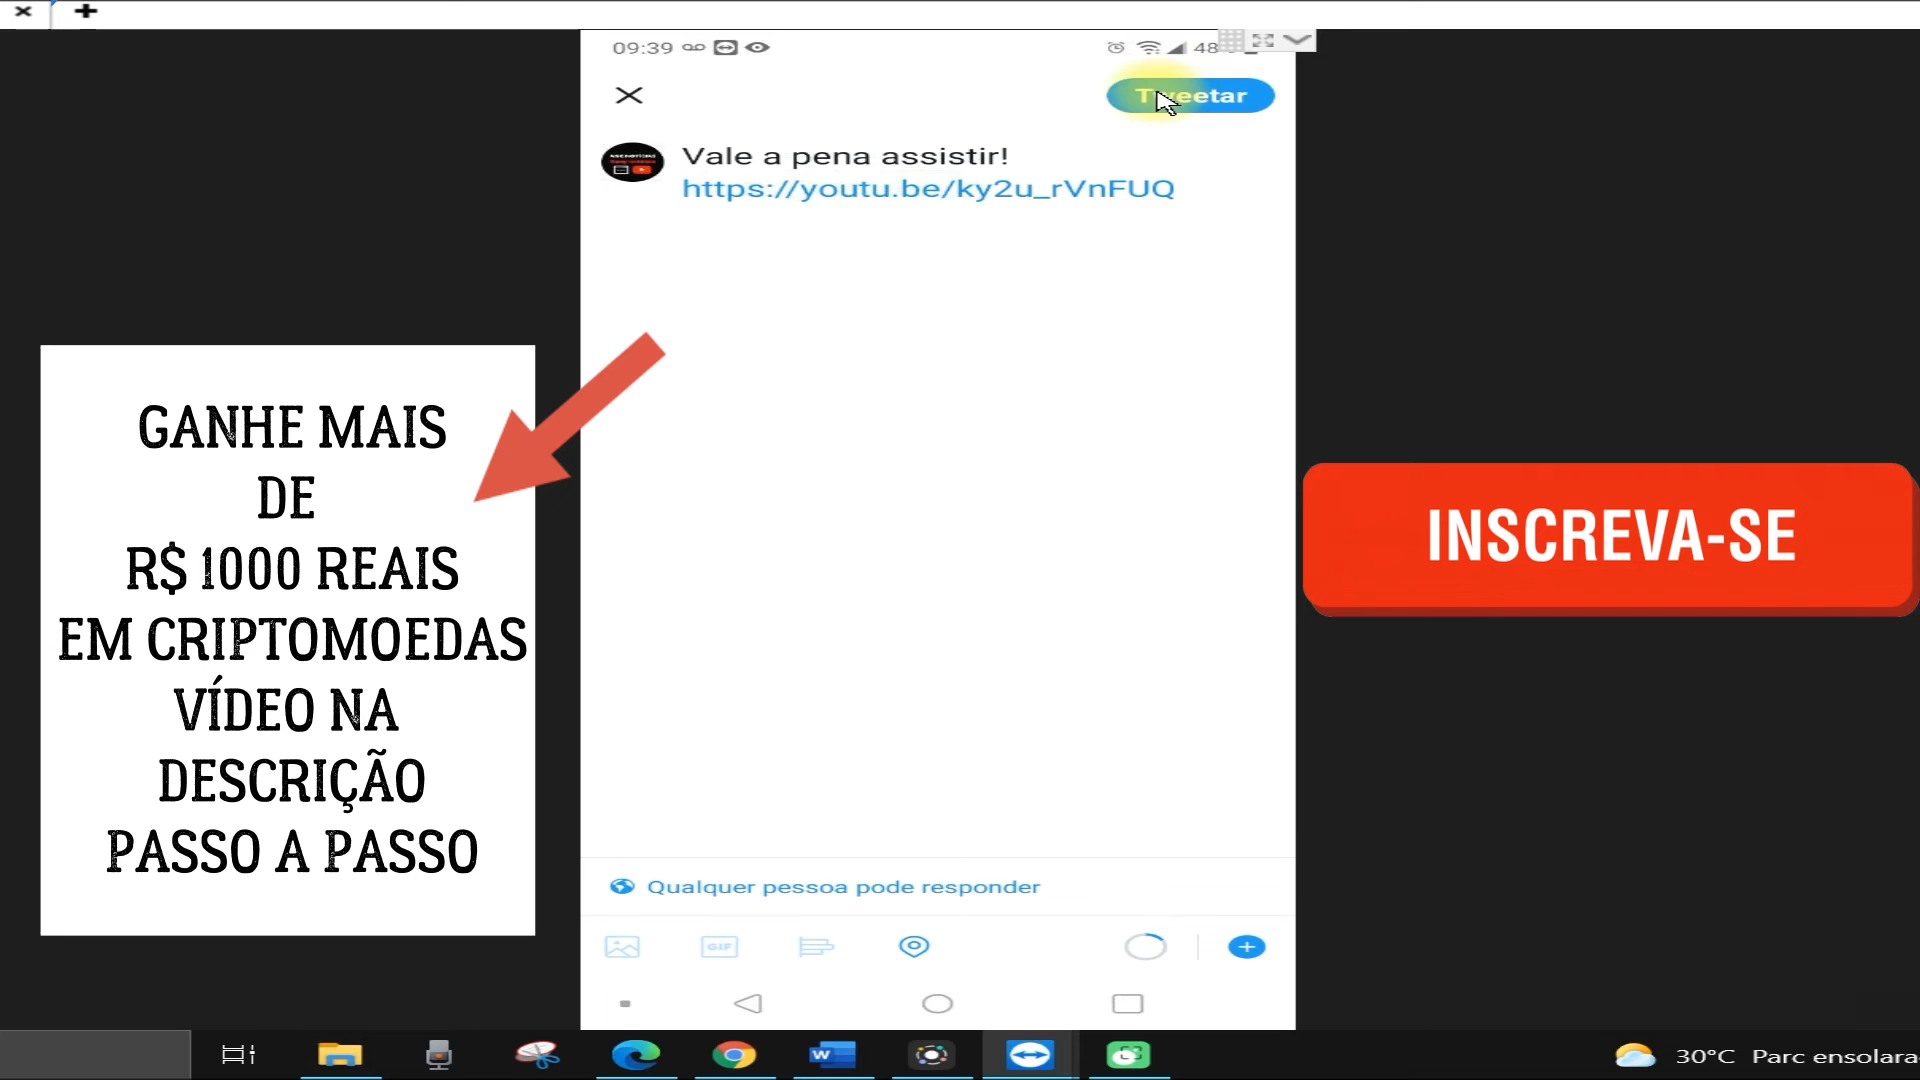 09:39
48
Tweetar
Vale a pena assistir!
https://youtu.be/ky2u_rVnFUQ
GANHE MAIS
DE
R$ 1000 REAIS
EM CRIPTOMOEDAS
VÍDEO NA
DESCRIÇÃO
PASSO A PASSO
INSCREVA-SE
Qualquer pessoa pode responder
GIF
30°C Parc ensolara